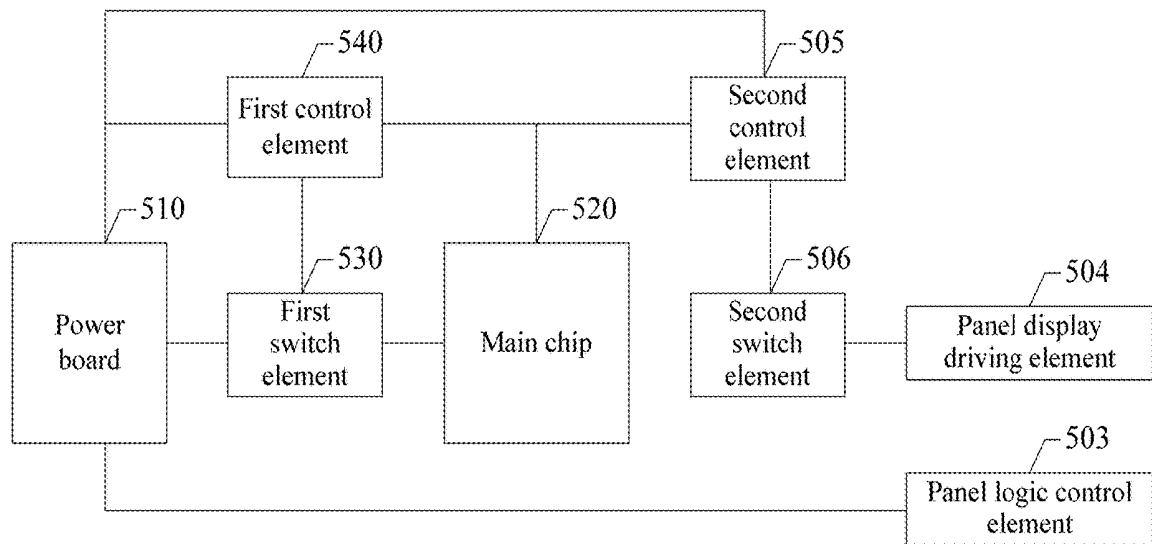 540
First control
element
505
Second
control
element
510
Power
board
530
First
switch
element
520
Main chip
506
Second
switch
element
504
Panel display
driving element
503
Panel logic control
element